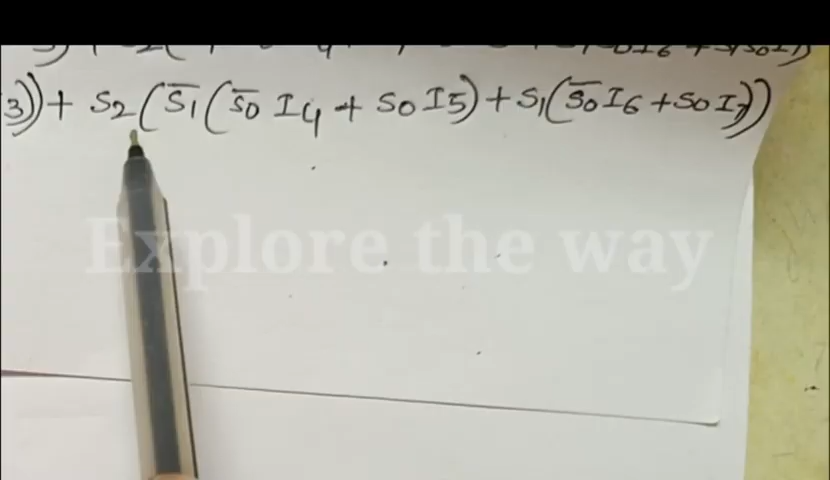 3)) + S2 (S̅1 (S̅0 I4 + S0 I5) + S1 (S̅0 I6 + S0 I7))
Explore the way